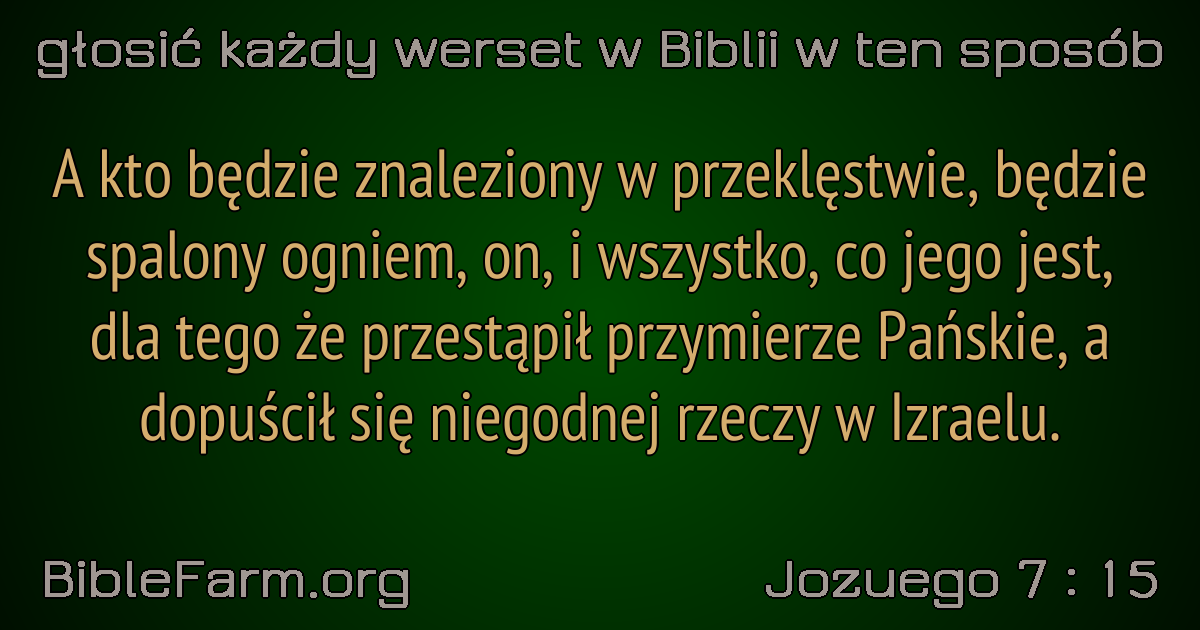 głosić każdy werset w Biblii w ten sposób
A kto będzie znaleziony w przeklęstwie, będzie
spalony ogniem, on, i wszystko, co jego jest,
dla tego że przestąpił przymierze Pańskie, a
dopuścił się niegodnej rzeczy w Izraelu.
BibleFarm.org
Jozuego 7 : 15